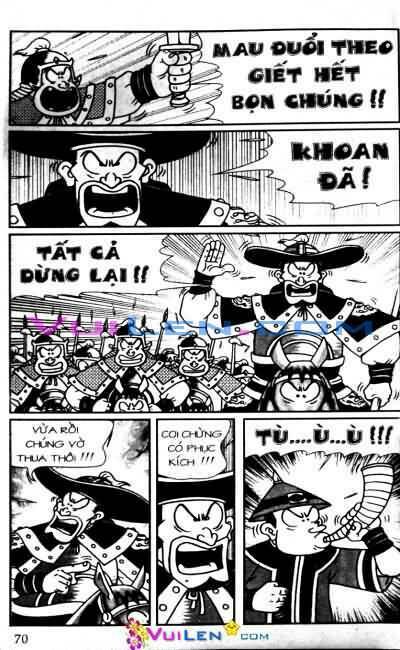 MAU ĐUỔI THEO
GIẾT HẾT
BỌN CHÚNG!!
KHOAN
ĐÃ!
TẤT CẢ
DỪNG LẠI!!
VUILEN.COM
VỪA RỒI
CHÚNG VỜ
THUA THÔI!!!
COI CHỪNG
CÓ PHỤC
KÍCH!!!
TÙ....Ù...Ù!!!
70
VUILEN.COM